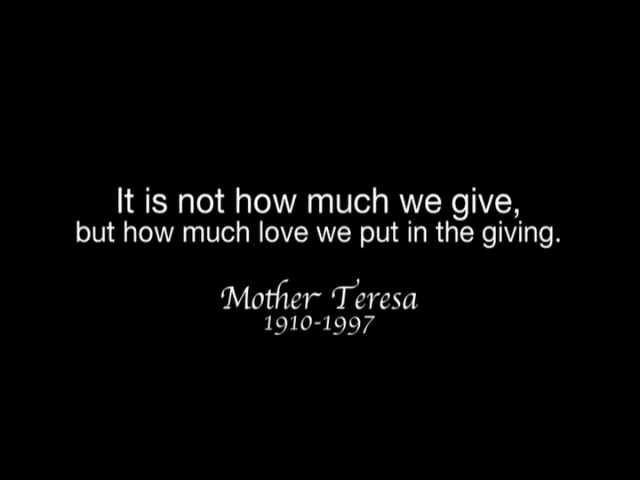 It is not how much we give,
but how much love we put in the giving.
Mother Teresa
1910-1997